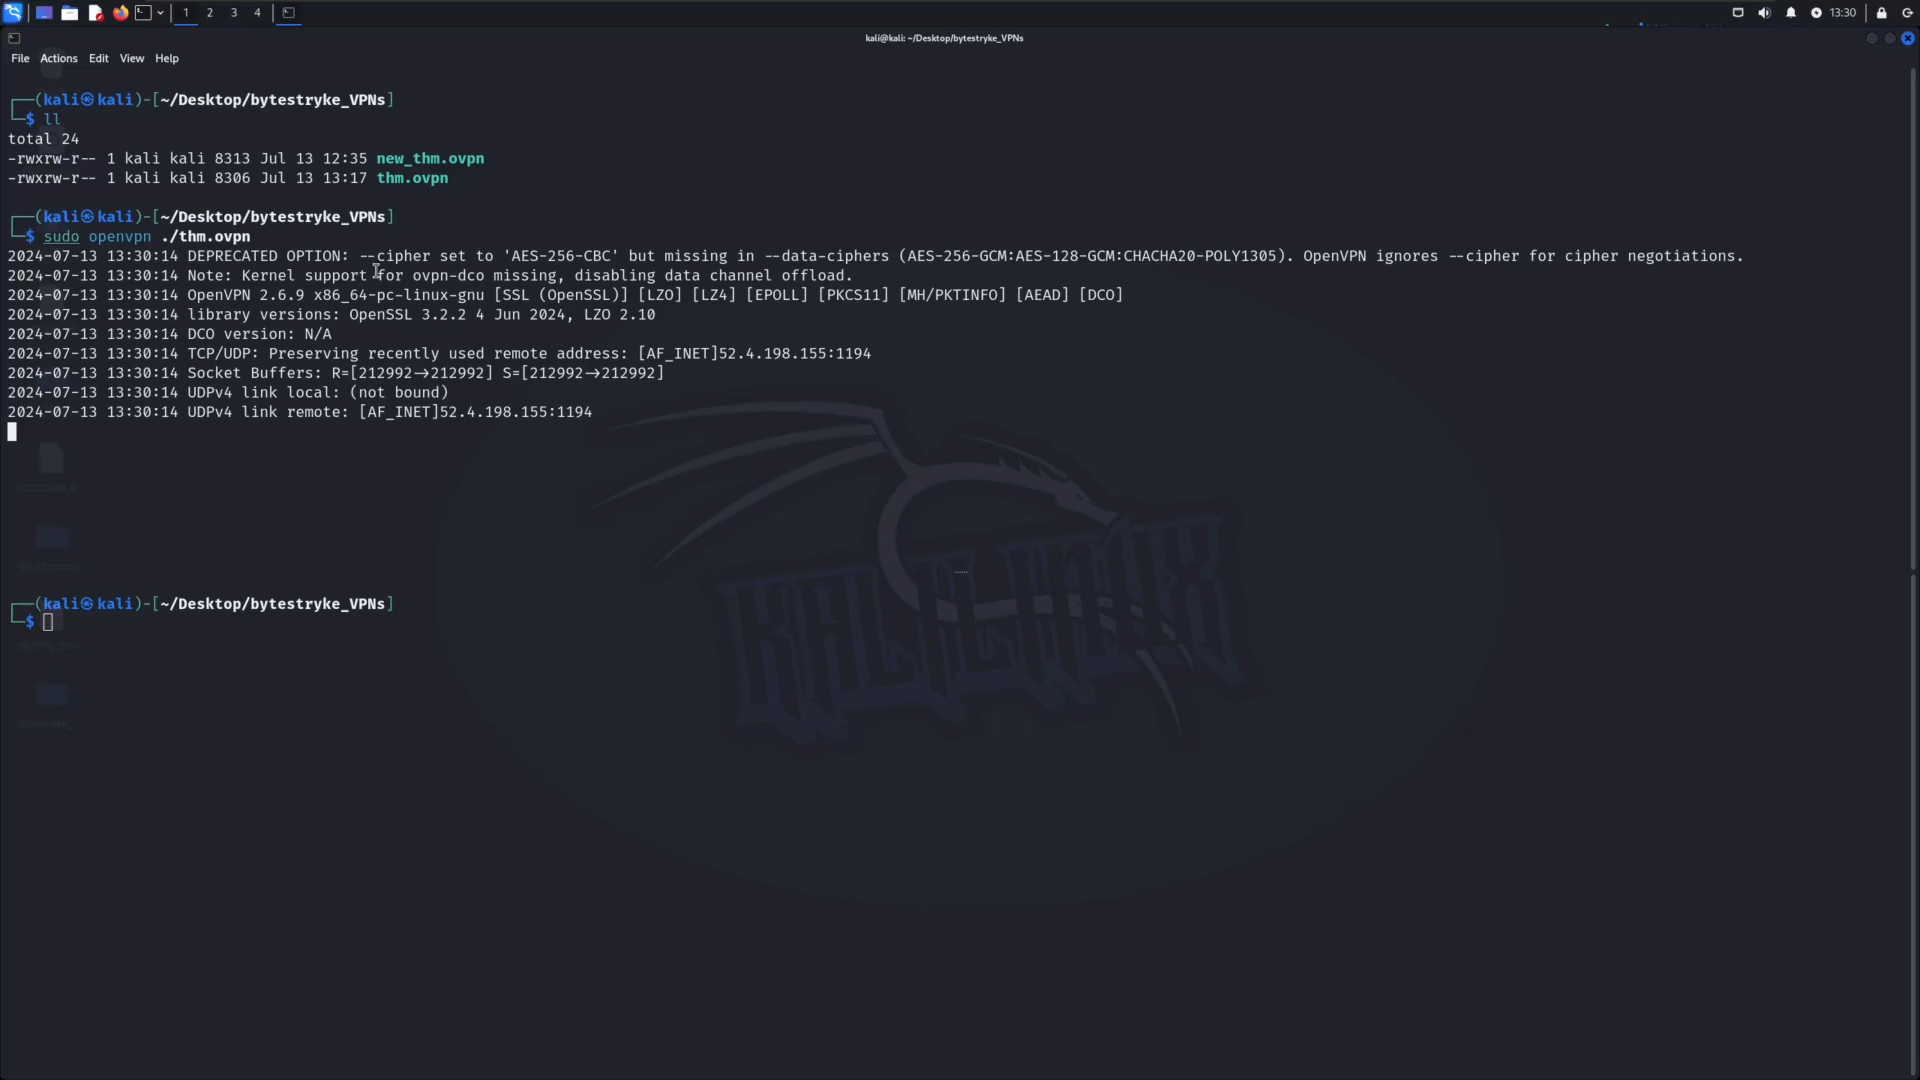 1 2 3 4
13:30
kali@kali: ~/Desktop/bytestryke_VPNs
File Actions Edit View Help
┌──(kali㉿kali)-[~/Desktop/bytestryke_VPNs]
└─$ ll
total 24
-rwxrw-r-- 1 kali kali 8313 Jul 13 12:35 new_thm.ovpn
-rwxrw-r-- 1 kali kali 8306 Jul 13 13:17 thm.ovpn
┌──(kali㉿kali)-[~/Desktop/bytestryke_VPNs]
└─$ sudo openvpn ./thm.ovpn
2024-07-13 13:30:14 DEPRECATED OPTION: --cipher set to 'AES-256-CBC' but missing in --data-ciphers (AES-256-GCM:AES-128-GCM:CHACHA20-POLY1305). OpenVPN ignores --cipher for cipher negotiations.
2024-07-13 13:30:14 Note: Kernel support for ovpn-dco missing, disabling data channel offload.
2024-07-13 13:30:14 OpenVPN 2.6.9 x86_64-pc-linux-gnu [SSL (OpenSSL)] [LZO] [LZ4] [EPOLL] [PKCS11] [MH/PKTINFO] [AEAD] [DCO]
2024-07-13 13:30:14 library versions: OpenSSL 3.2.2 4 Jun 2024, LZO 2.10
2024-07-13 13:30:14 DCO version: N/A
2024-07-13 13:30:14 TCP/UDP: Preserving recently used remote address: [AF_INET]52.4.198.155:1194
2024-07-13 13:30:14 Socket Buffers: R=[212992→212992] S=[212992→212992]
2024-07-13 13:30:14 UDPv4 link local: (not bound)
2024-07-13 13:30:14 UDPv4 link remote: [AF_INET]52.4.198.155:1194
KALI LINUX
┌──(kali㉿kali)-[~/Desktop/bytestryke_VPNs]
└─$